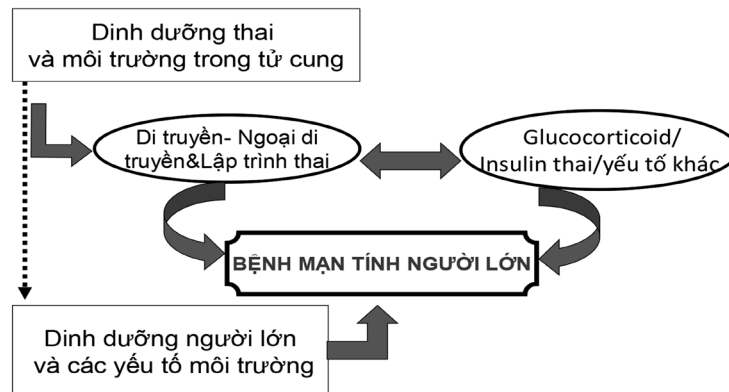 Dinh dưỡng thai
và môi trường trong tử cung
Di truyền- Ngoại di
truyền&Lập trình thai
Glucocorticoid/
Insulin thai/yếu tố khác
BỆNH MẠN TÍNH NGƯỜI LỚN
Dinh dưỡng người lớn
và các yếu tố môi trường